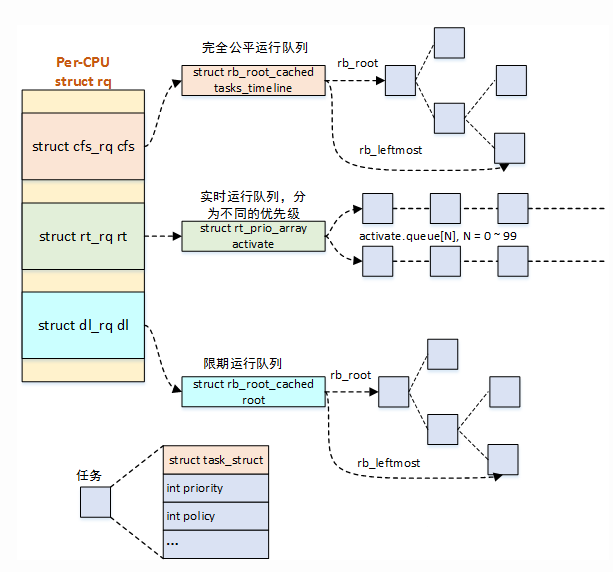 Per-CPU
struct rq
struct cfs_rq cfs
struct rt_rq rt
struct dl_rq dl
完全公平运行队列
struct rb_root_cached
tasks_timeline
rb_root
rb_leftmost
实时运行队列，分
为不同的优先级
struct rt_prio_array
activate
activate.queue[N], N = 0 ~ 99
限期运行队列
struct rb_root_cached
root
rb_root
rb_leftmost
任务
struct task_struct
int priority
int policy
...